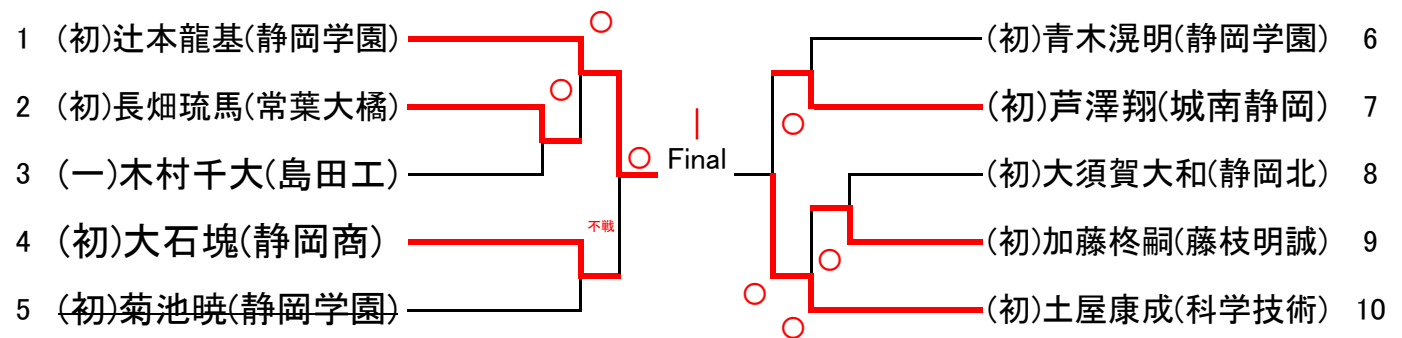 1 (初)辻本龍基(静岡学園)
2 (初)長畑琉馬(常葉大橘)
3 (一)木村千大(島田工)
4 (初)大石塊(静岡商)
5 (初)菊池暁(静岡学園)
不戦
Final
(初)青木滉明(静岡学園) 6
(初)芦澤翔(城南静岡) 7
(初)大須賀大和(静岡北) 8
(初)加藤柊嗣(藤枝明誠) 9
(初)土屋康成(科学技術) 10